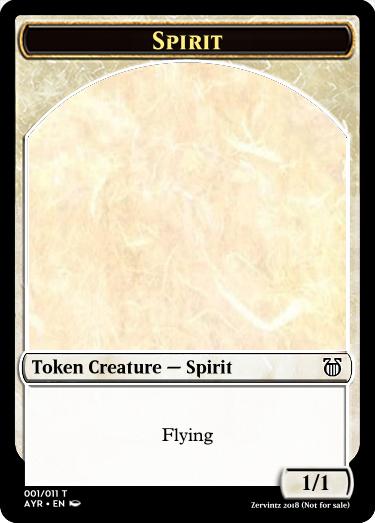 Spirit
Token Creature — Spirit
Flying
1/1
001/011 T
AYR • EN
Zervintz 2018 (Not for sale)